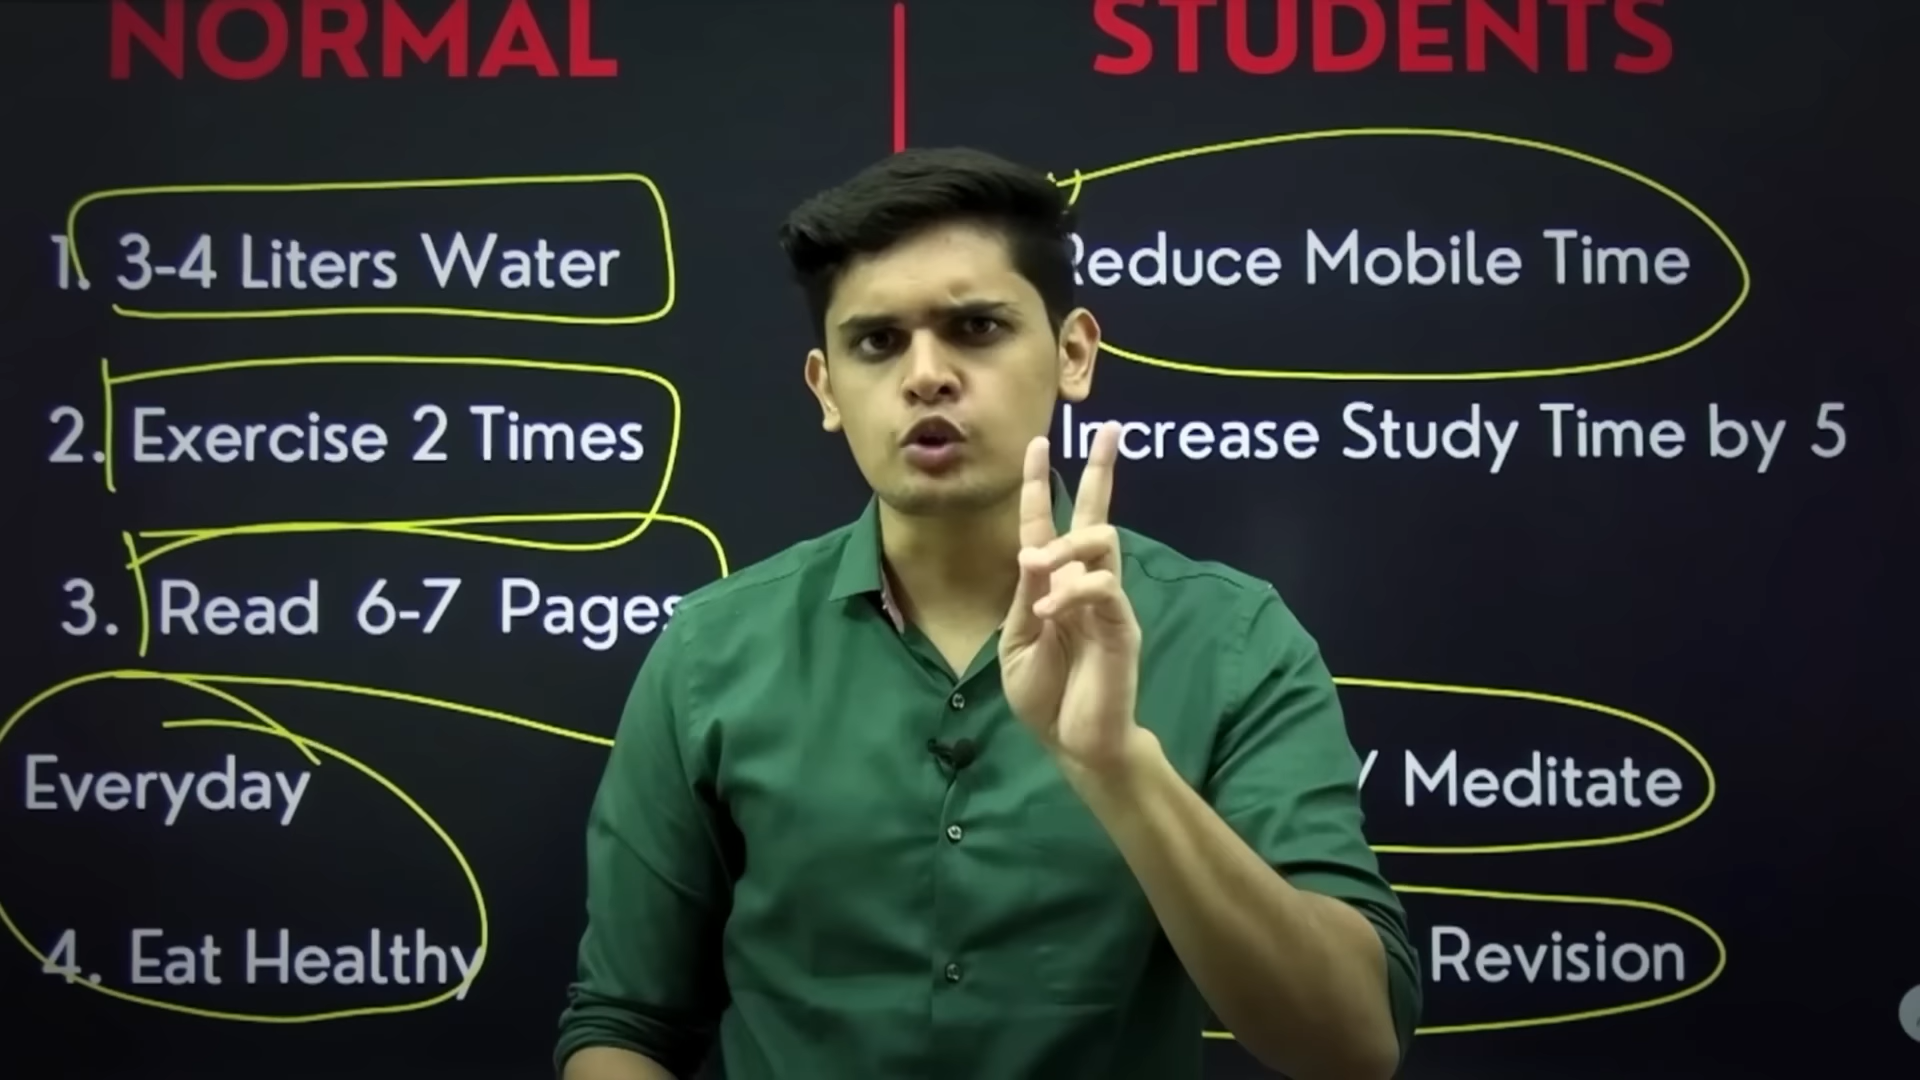 NORMAL
STUDENTS
1. 3-4 Liters Water
2. Exercise 2 Times
3. Read 6-7 Pages
Everyday
4. Eat Healthy
Reduce Mobile Time
Increase Study Time by 5
/ Meditate
Revision